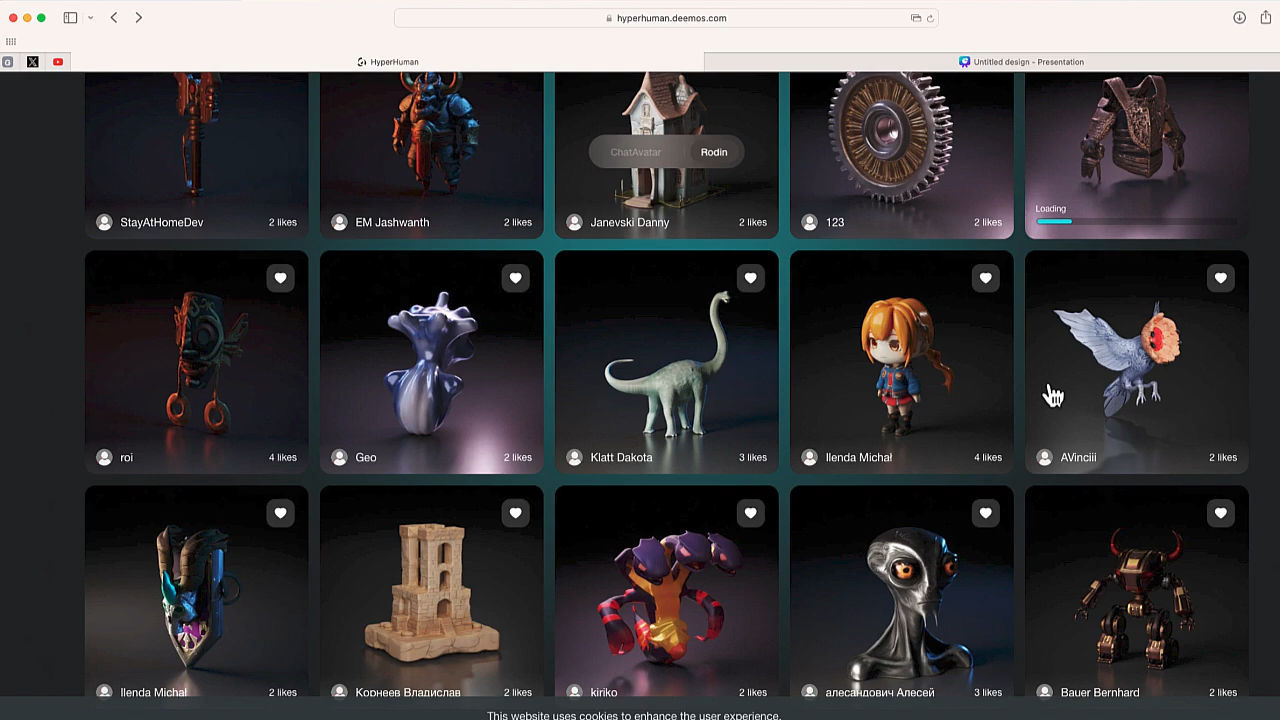 hyperhuman.deemos.com
G
X
HyperHuman
Untitled design - Presentation
ChatAvatar
Rodin
StayAtHomeDev
2 likes
EM Jashwanth
2 likes
Janevski Danny
2 likes
123
2 likes
Loading
roi
4 likes
Geo
2 likes
Klatt Dakota
3 likes
Ilenda Michał
4 likes
AVinciii
2 likes
Ilenda Michał
2 likes
Корнеев Владислав
2 likes
kiriko
2 likes
алесандович Алесей
3 likes
Bauer Bernhard
2 likes
This website uses cookies to enhance the user experience.